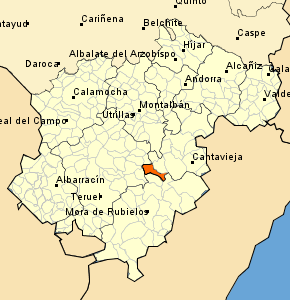 Quinto
atayud
Cariñena
Belchite
Caspe
Híjar
Albalate del Arzobispo
Daroca
Alcañiz
Cala
Andorra
Calamocha
Valde
Montalbán
Utrillas
eal del Campo
Cantavieja
Albarracín
Teruel
Mora de Rubielos